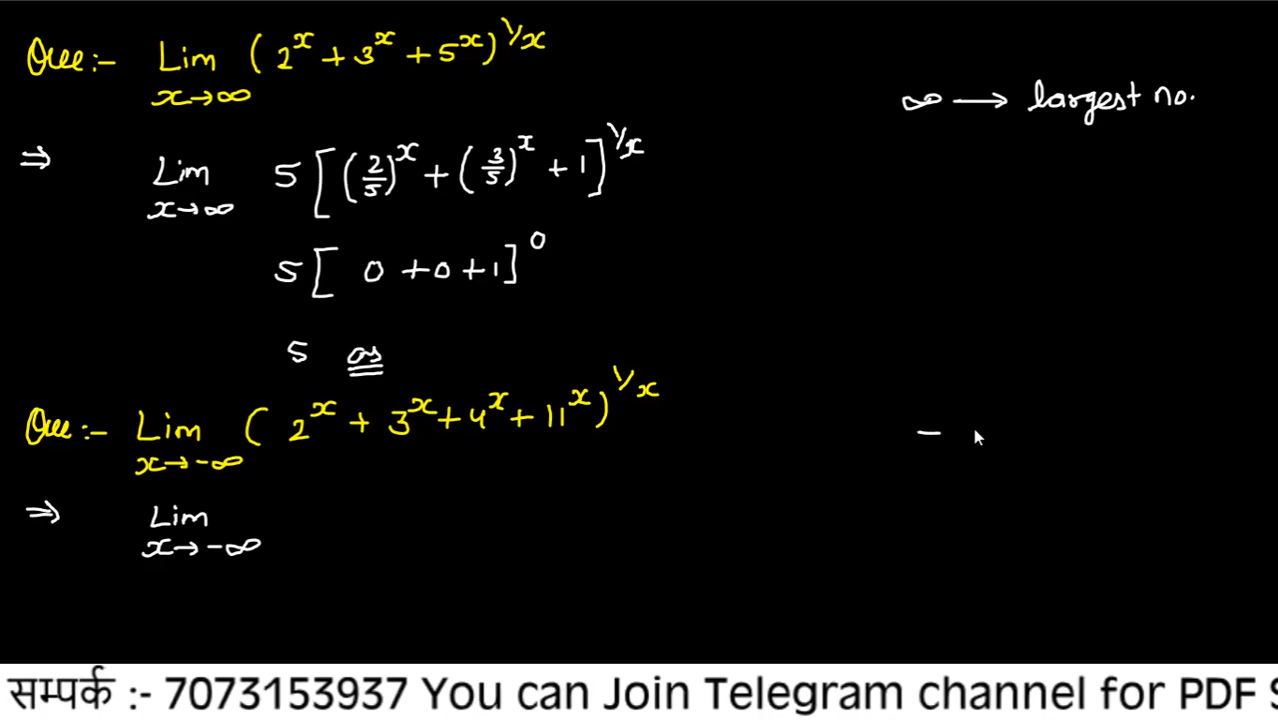 Que:- Lim (2^x + 3^x + 5^x)^1/x
x→∞
∞ → largest no.
⇒ Lim 5[(2/5)^x + (3/5)^x + 1]^1/x
x→∞
5[ 0 + 0 + 1]^0
5 as
Que:- Lim ( 2^x + 3^x + 4^x + 11^x)^1/x
x→-∞
–
⇒ Lim
x→-∞
सम्पर्क :- 7073153937 You can Join Telegram channel for PDF S